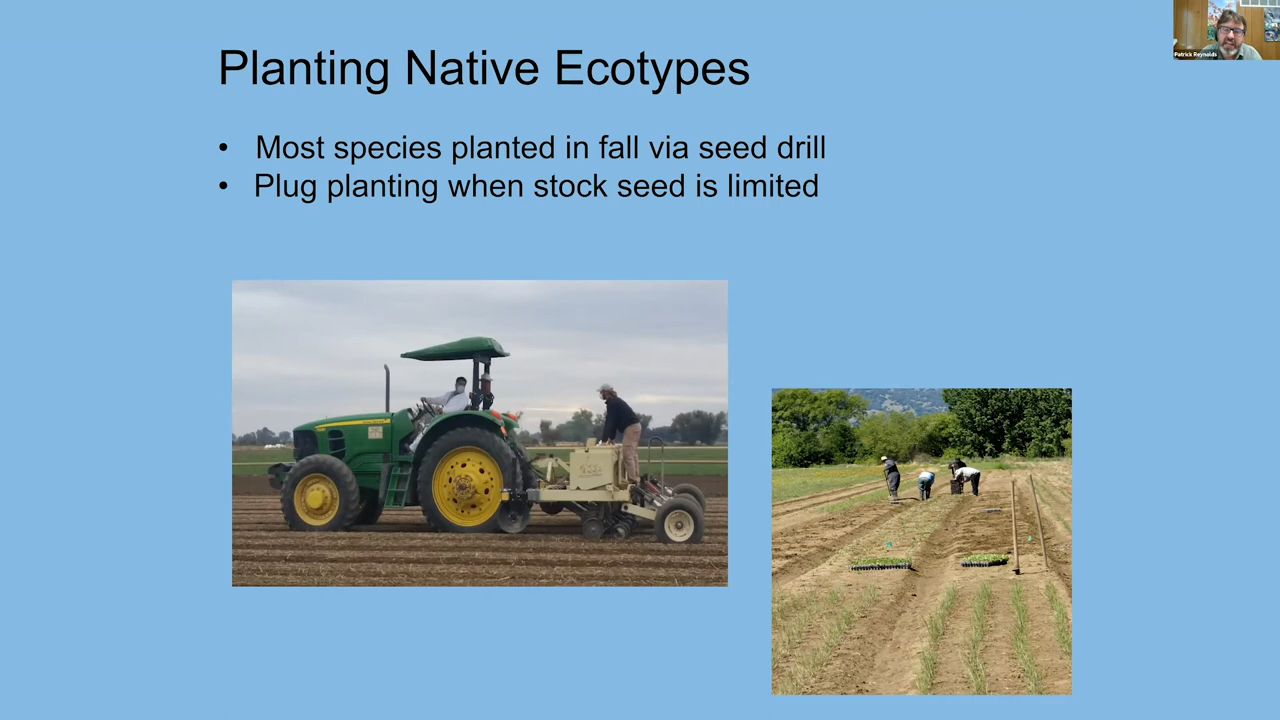 Planting Native Ecotypes
• Most species planted in fall via seed drill
• Plug planting when stock seed is limited
Patrick Reynolds